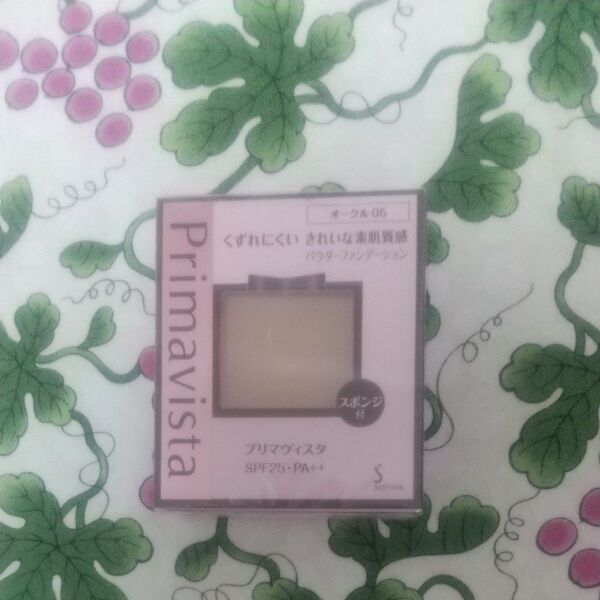 Primavista
オークル 05
くずれにくい きれいな素肌質感
パウダーファンデーション
スポンジ
付
プリマヴィスタ
SPF25・PA++
S
SOFINA